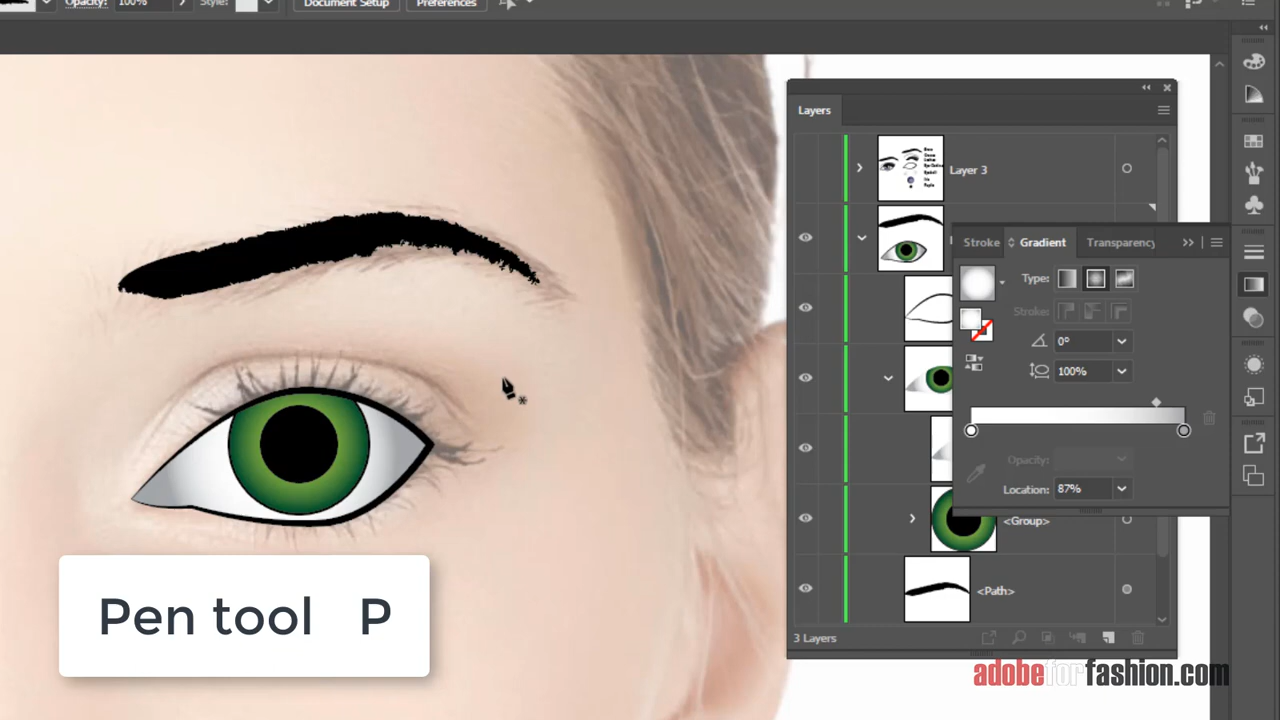 Opacity: 100% Style: Document Setup Preferences
Layers
Layer 3
Stroke Gradient Transparency
Type:
Stroke:
0°
100%
Opacity:
Location: 87%
<Group>
<Path>
3 Layers
Pen tool P
adobeforfashion.com